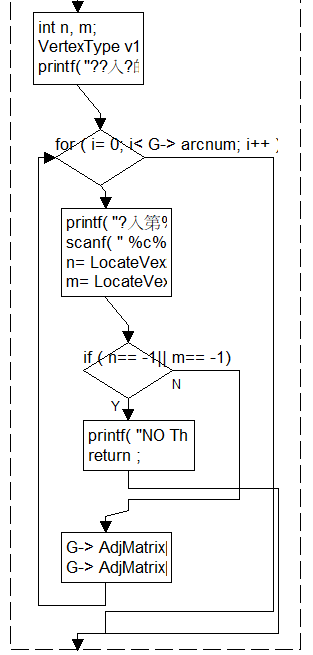 int n, m;
VertexType v1
printf( "??入?的
for ( i= 0; i< G-> arcnum; i++ )
printf( "?入第%
scanf( " %c%
n= LocateVex
m= LocateVex
if ( n== -1|| m== -1)
N
Y
printf( "NO Th
return ;
G-> AdjMatrix[
G-> AdjMatrix[